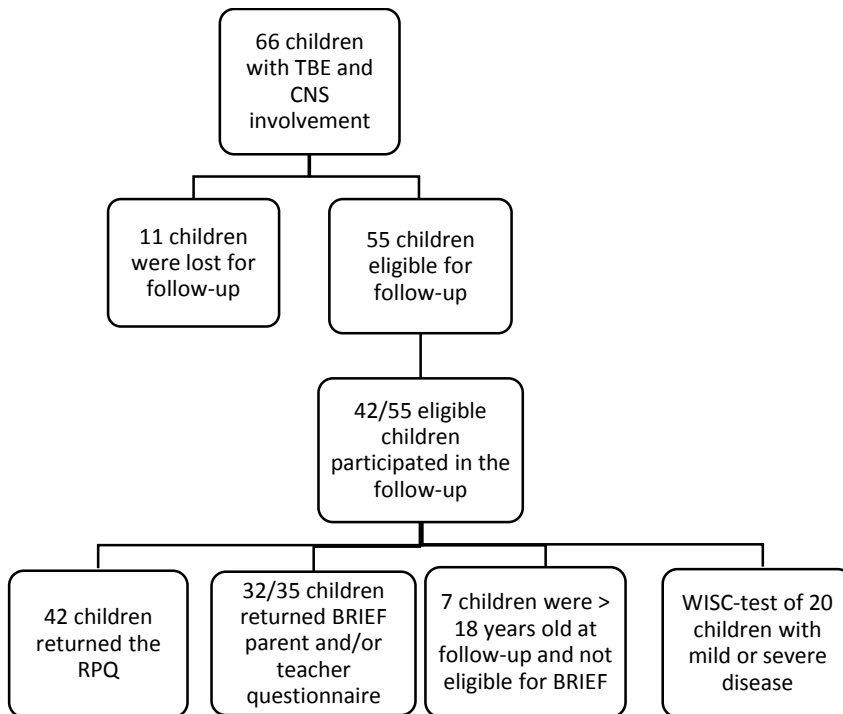 66 children
with TBE and
CNS
involvement
11 children
were lost for
follow-up
55 children
eligible for
follow-up
42/55 eligible
children
participated in the
follow-up
42 children
returned the
RPQ
32/35 children
returned BRIEF
parent and/or
teacher
questionnaire
7 children were >
18 years old at
follow-up and not
eligible for BRIEF
WISC-test of 20
children with
mild or severe
disease